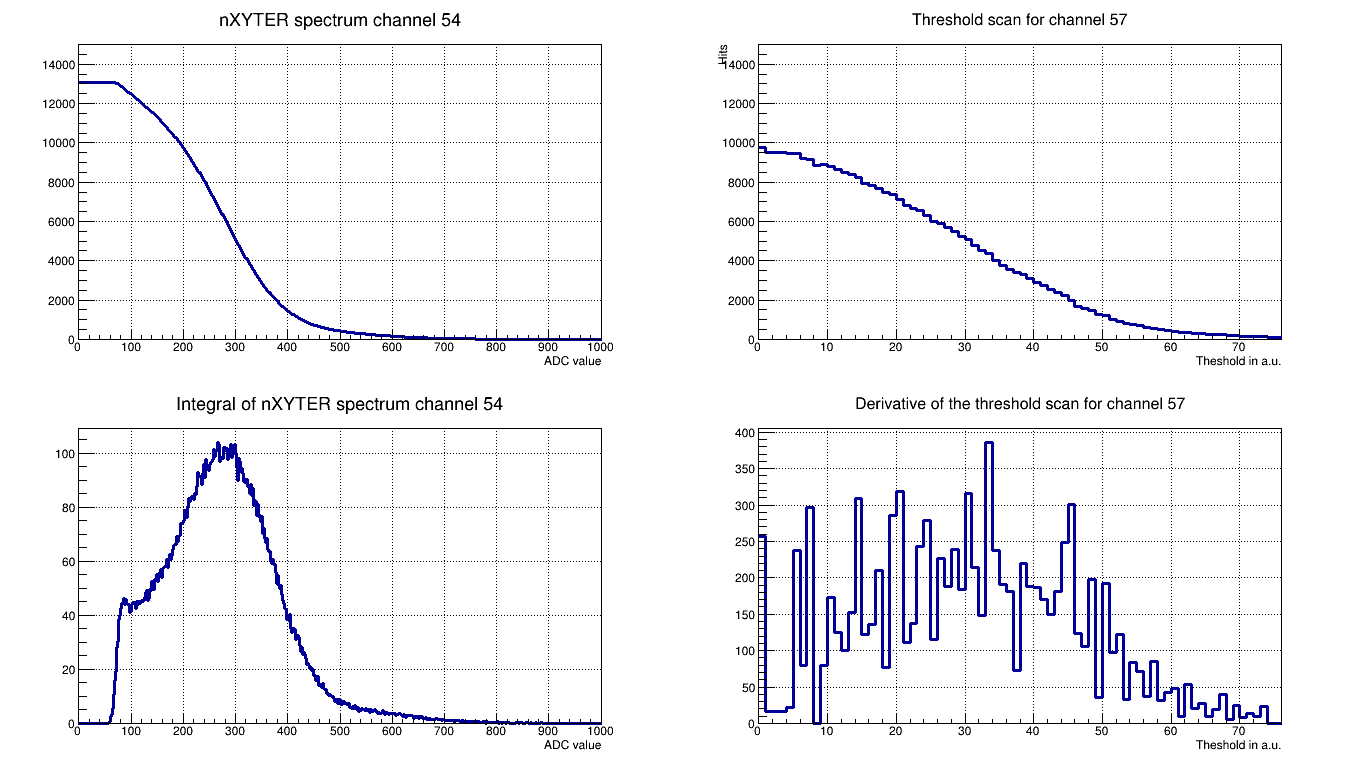 nXYTER spectrum channel 54
14000
12000
10000
8000
6000
4000
2000
0
0 100 200 300 400 500 600 700 800 900 1000
ADC value
Threshold scan for channel 57
Hits
14000
12000
10000
8000
6000
4000
2000
0
0 10 20 30 40 50 60 70
Theshold in a.u.
Integral of nXYTER spectrum channel 54
100
80
60
40
20
0
0 100 200 300 400 500 600 700 800 900 1000
ADC value
Derivative of the threshold scan for channel 57
400
350
300
250
200
150
100
50
0
0 10 20 30 40 50 60 70
Theshold in a.u.